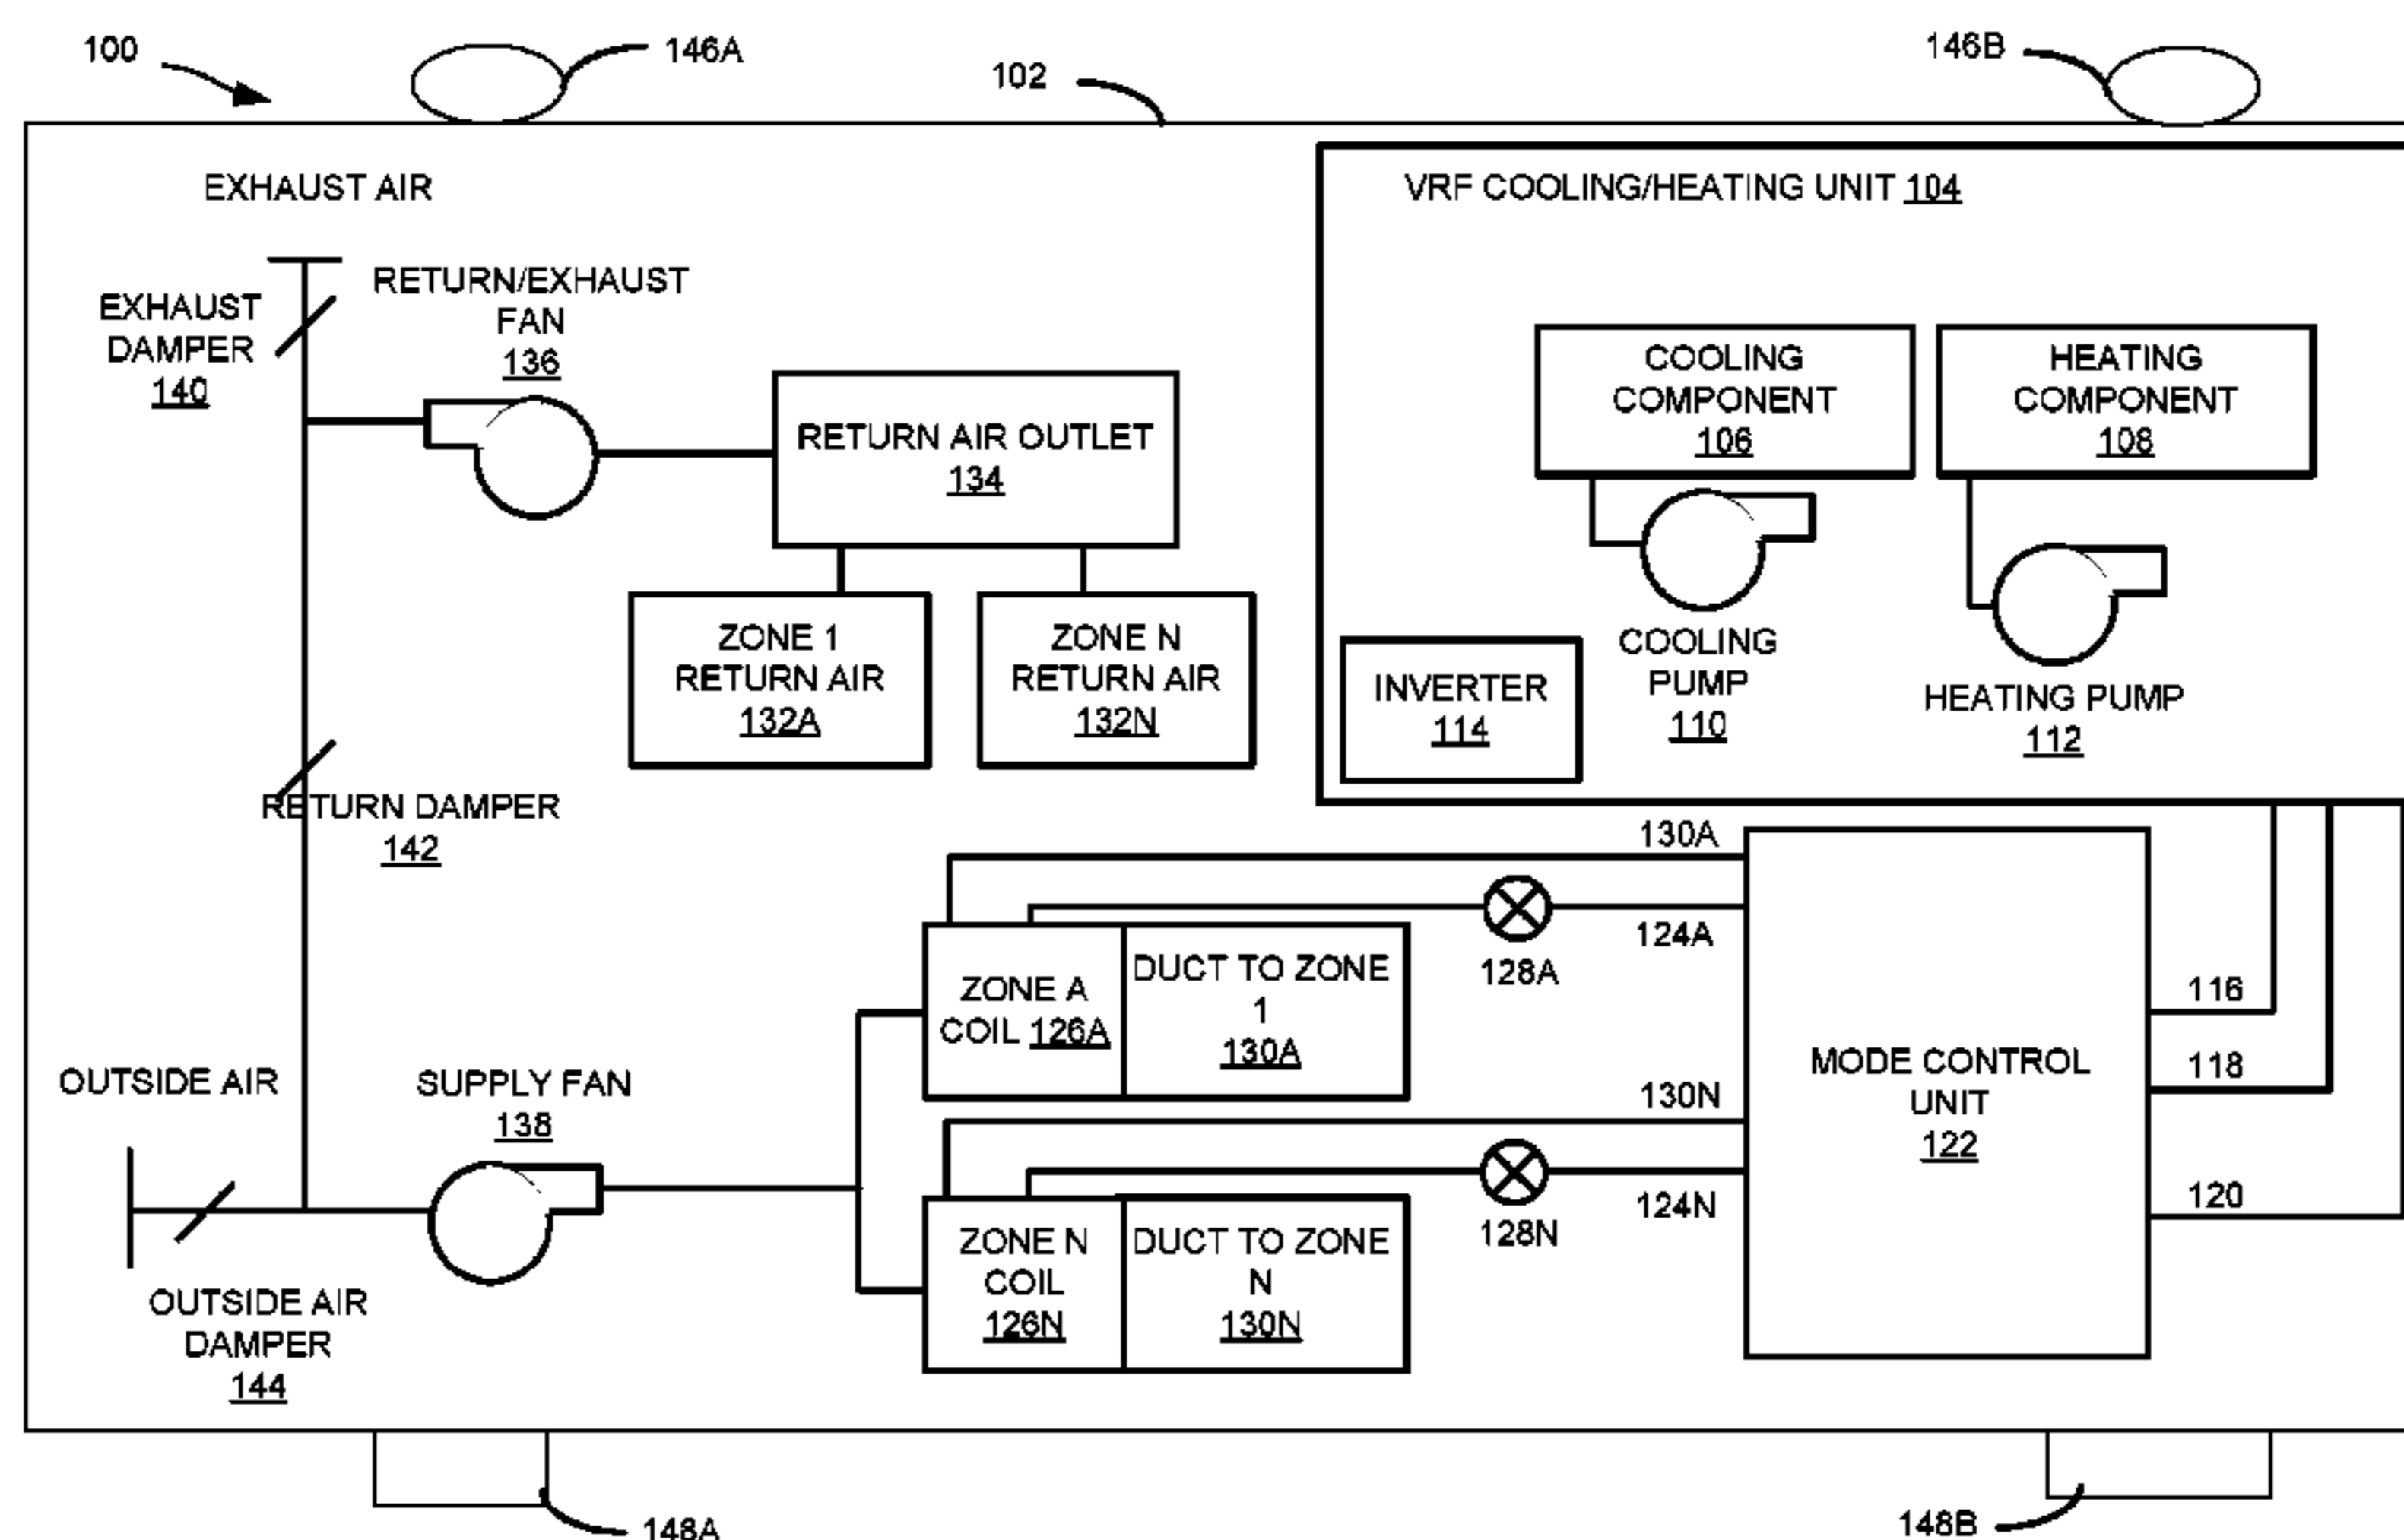 100
146A
102
146B
EXHAUST AIR
VRF COOLING/HEATING UNIT 104
EXHAUST
DAMPER
140
RETURN/EXHAUST
FAN
136
RETURN AIR OUTLET
134
COOLING
COMPONENT
106
HEATING
COMPONENT
108
ZONE 1
RETURN AIR
132A
ZONE N
RETURN AIR
132N
INVERTER
114
COOLING
PUMP
110
HEATING PUMP
112
RETURN DAMPER
142
130A
124A
128A
ZONE A
COIL 126A
DUCT TO ZONE
1
130A
116
118
120
MODE CONTROL
UNIT
122
OUTSIDE AIR
SUPPLY FAN
138
130N
124N
128N
ZONE N
COIL
126N
DUCT TO ZONE
N
130N
OUTSIDE AIR
DAMPER
144
148A
148B